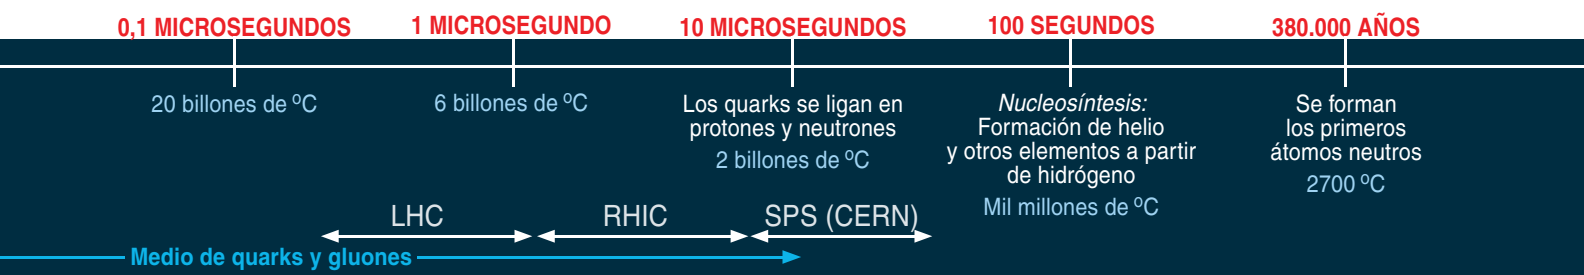 0,1 MICROSEGUNDOS
1 MICROSEGUNDO
10 MICROSEGUNDOS
100 SEGUNDOS
380.000 AÑOS
20 billones de ºC
6 billones de ºC
Los quarks se ligan en
protones y neutrones
2 billones de ºC
Nucleosíntesis:
Formación de helio
y otros elementos a partir
de hidrógeno
Mil millones de ºC
Se forman
los primeros
átomos neutros
2700 ºC
LHC
RHIC
SPS (CERN)
Medio de quarks y gluones